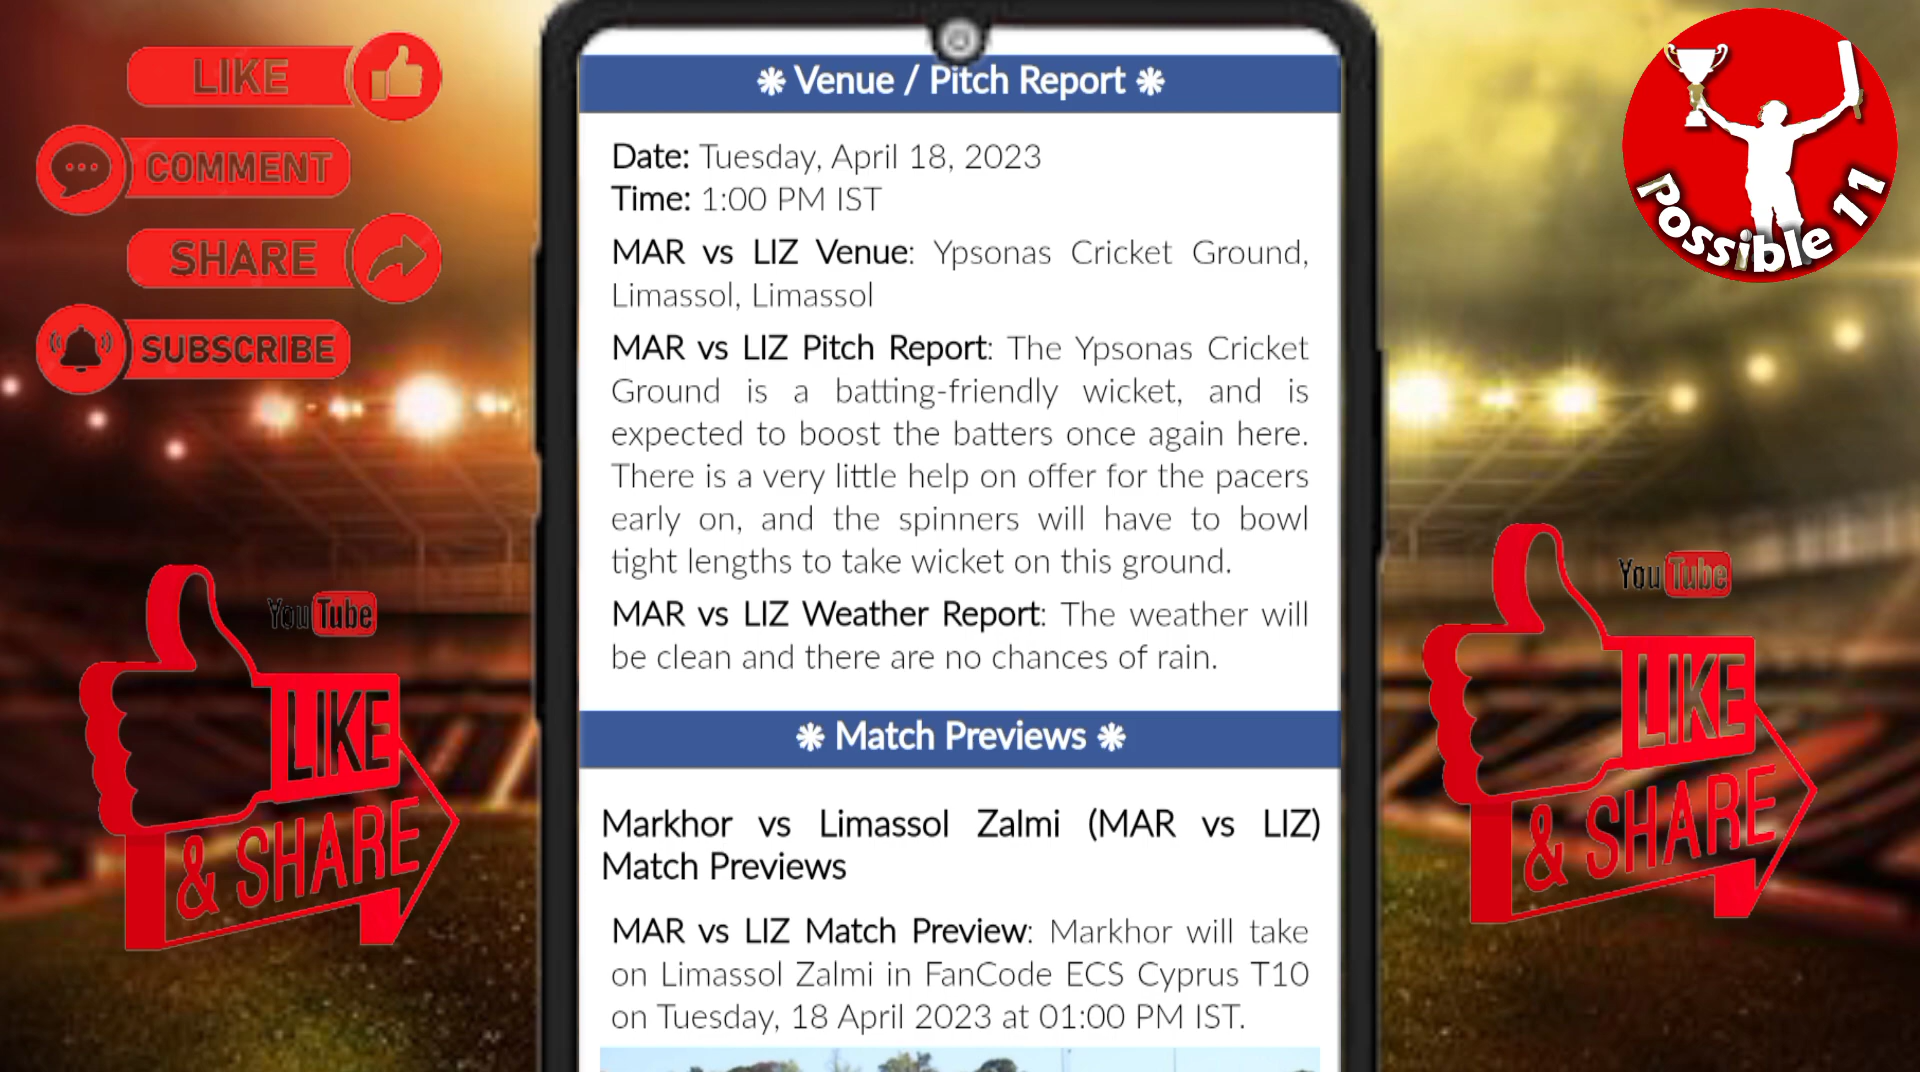 LIKE
COMMENT
SHARE
SUBSCRIBE
Possible 11
❋ Venue / Pitch Report ❋
Date: Tuesday, April 18, 2023
Time: 1:00 PM IST
MAR vs LIZ Venue: Ypsonas Cricket Ground,
Limassol, Limassol
MAR vs LIZ Pitch Report: The Ypsonas Cricket
Ground is a batting-friendly wicket, and is
expected to boost the batters once again here.
There is a very little help on offer for the pacers
early on, and the spinners will have to bowl
tight lengths to take wicket on this ground.
MAR vs LIZ Weather Report: The weather will
be clean and there are no chances of rain.
❋ Match Previews ❋
Markhor vs Limassol Zalmi (MAR vs LIZ)
Match Previews
MAR vs LIZ Match Preview: Markhor will take
on Limassol Zalmi in FanCode ECS Cyprus T10
on Tuesday, 18 April 2023 at 01:00 PM IST.
YouTube
LIKE
& SHARE
YouTube
LIKE
& SHARE